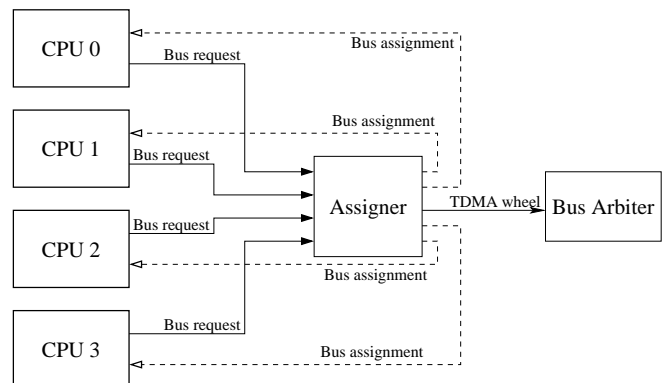 CPU 0
Bus assignment
Bus request
Bus assignment
CPU 1
Bus request
Assigner
TDMA wheel
Bus Arbiter
Bus request
CPU 2
Bus assignment
Bus request
CPU 3
Bus assignment